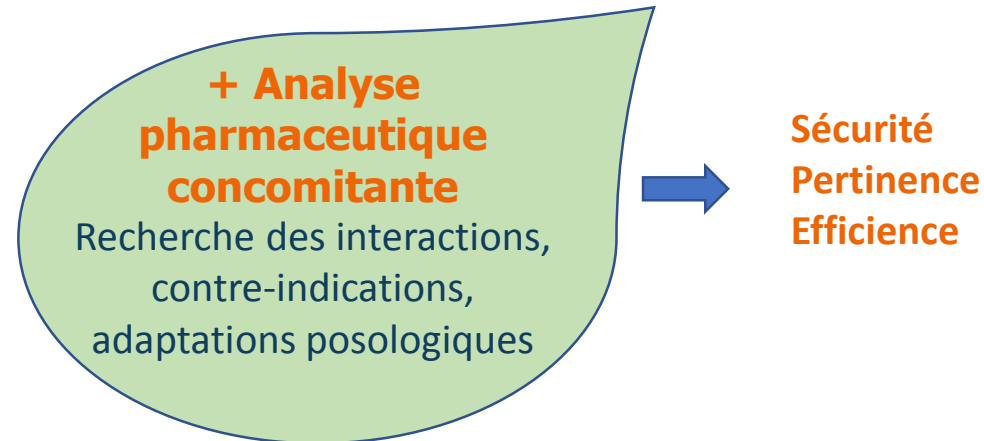 + Analyse
pharmaceutique
concomitante
Recherche des interactions,
contre-indications,
adaptations posologiques
Sécurité
Pertinence
Efficience